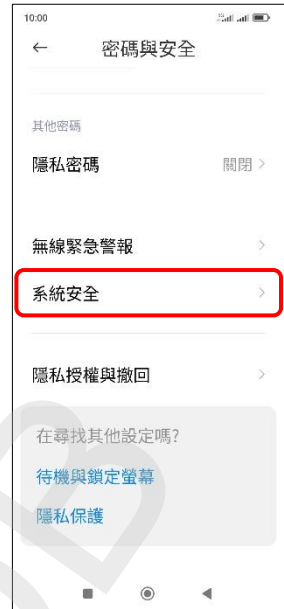 10:00
密碼與安全
其他密碼
隱私密碼 關閉
無線緊急警報
系統安全
隱私授權與撤回
在尋找其他設定嗎?
待機與鎖定螢幕
隱私保護